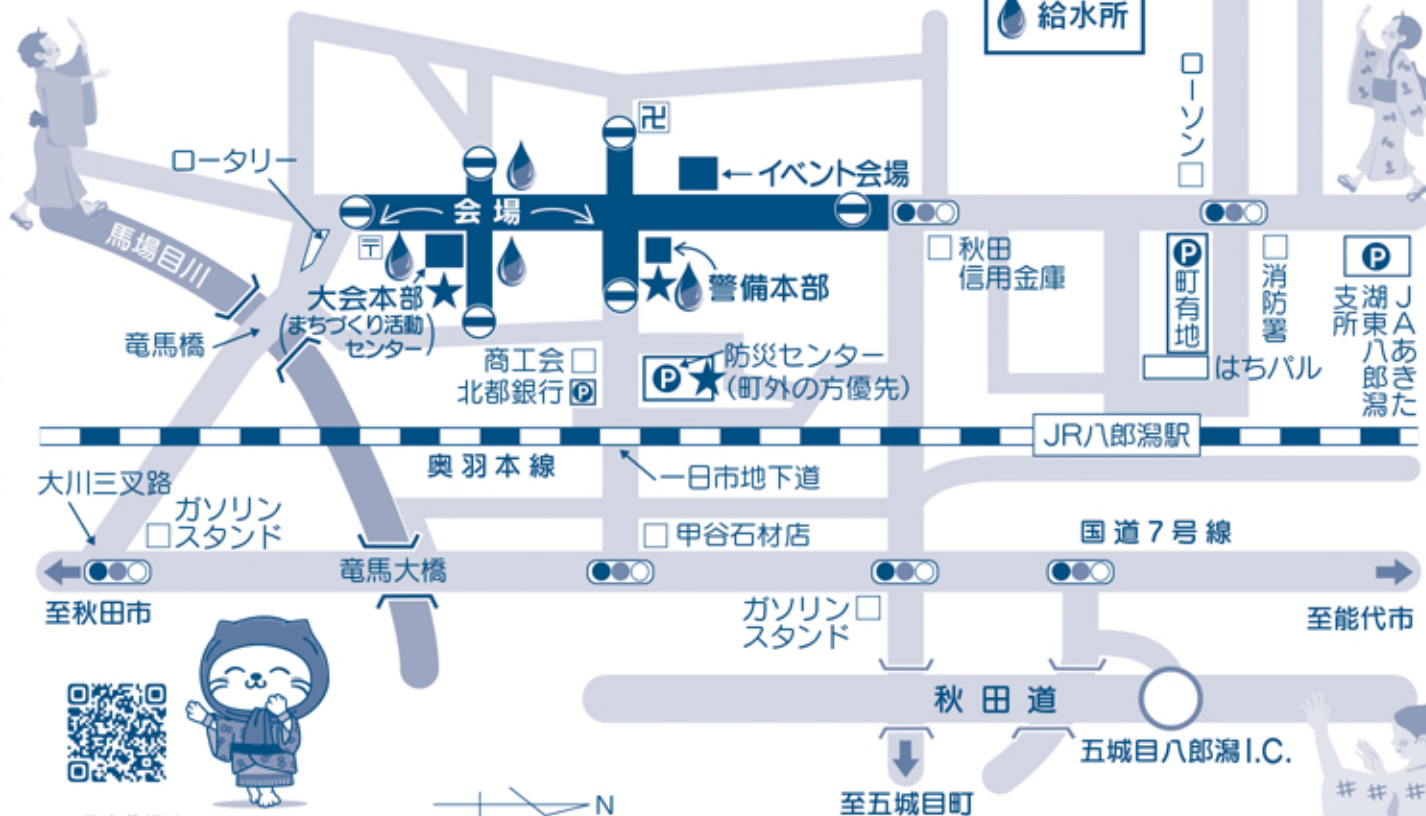 給水所
ローソン
卍
ロータリー
イベント会場
会場
馬場目川
〒
秋田
信用金庫
P
町有地
消防署
P
JAあきた
湖東八郎潟
支所
大会本部
(まちづくり活動
センター)
警備本部
竜馬橋
商工会
北都銀行 P
P
防災センター
(町外の方優先)
はちパル
JR八郎潟駅
奥羽本線
一日市地下道
大川三叉路
ガソリン
スタンド
甲谷石材店
国道7号線
竜馬大橋
至秋田市
ガソリン
スタンド
至能代市
秋田道
五城目八郎潟I.C.
N
至五城目町